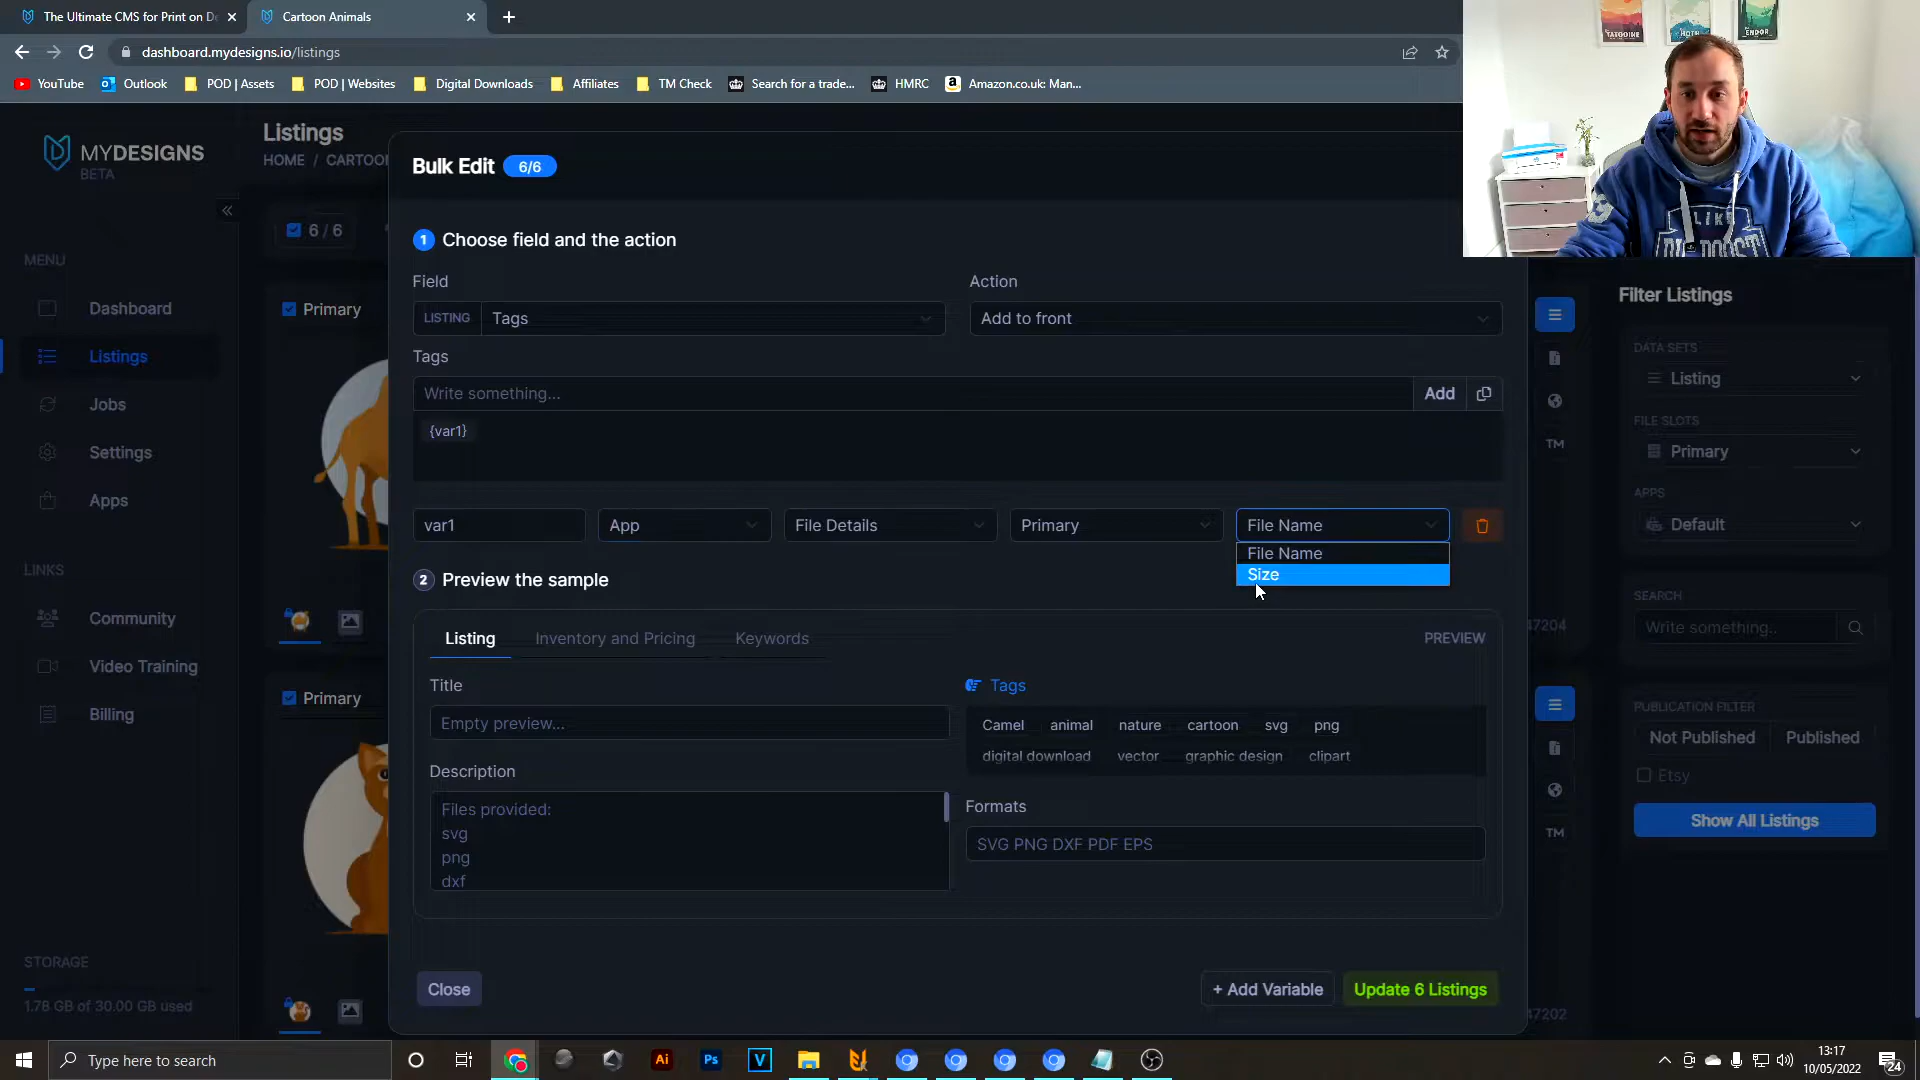 The Ultimate CMS for Print on De
Cartoon Animals
dashboard.mydesigns.io/listings
YouTube
Outlook
POD | Assets
POD | Websites
Digital Downloads
Affiliates
TM Check
Search for a trade...
HMRC
Amazon.co.uk: Man...
TATOOINE
HOTH
ENDOR
MYDESIGNS
BETA
Listings
HOME / CARTOO
6 / 6
MENU
Dashboard
Listings
Jobs
Settings
Apps
LINKS
Community
Video Training
Billing
STORAGE
1.78 GB of 30.00 GB used
Primary
Primary
Bulk Edit 6/6
1 Choose field and the action
Field
Action
LISTING Tags
Add to front
Tags
Write something...
Add
{var1}
var1
App
File Details
Primary
File Name
File Name
Size
2 Preview the sample
Listing
Inventory and Pricing
Keywords
PREVIEW
Title
Empty preview...
Tags
Camel animal nature cartoon svg png
digital download vector graphic design clipart
Description
Files provided:
svg
png
dxf
Formats
SVG PNG DXF PDF EPS
Close
+ Add Variable
Update 6 Listings
TM
47204
TM
47202
Filter Listings
DATA SETS
Listing
FILE SLOTS
Primary
APPS
Default
SEARCH
Write something..
PUBLICATION FILTER
Not Published
Published
Etsy
Show All Listings
Type here to search
Ai
Ps
V
13:17
10/05/2022
24